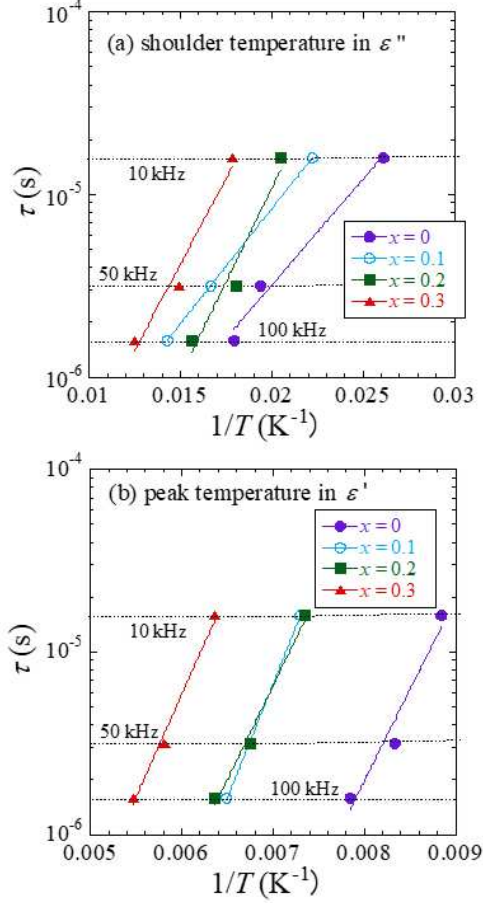 10⁻⁴
(a) shoulder temperature in ε"
10 kHz
10⁻⁵
τ (s)
50 kHz
x = 0
x = 0.1
x = 0.2
x = 0.3
100 kHz
10⁻⁶
0.01 0.015 0.02 0.025 0.03
1/T (K⁻¹)
10⁻⁴
(b) peak temperature in ε'
x = 0
x = 0.1
x = 0.2
x = 0.3
10 kHz
10⁻⁵
τ (s)
50 kHz
100 kHz
10⁻⁶
0.005 0.006 0.007 0.008 0.009
1/T (K⁻¹)